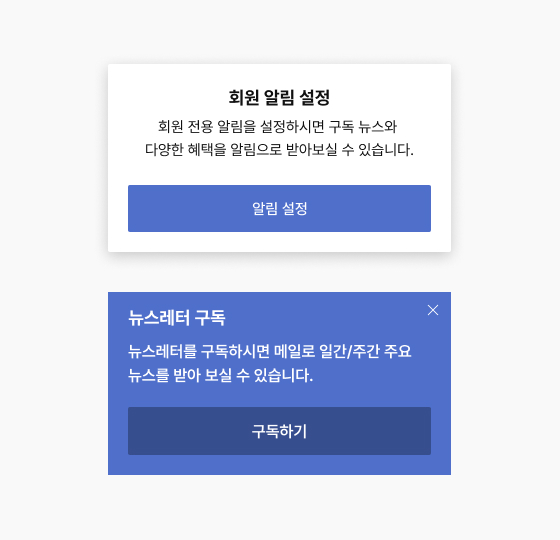 회원 알림 설정
회원 전용 알림을 설정하시면 구독 뉴스와
다양한 혜택을 알림으로 받아보실 수 있습니다.
알림 설정
뉴스레터 구독
뉴스레터를 구독하시면 메일로 일간/주간 주요
뉴스를 받아 보실 수 있습니다.
구독하기